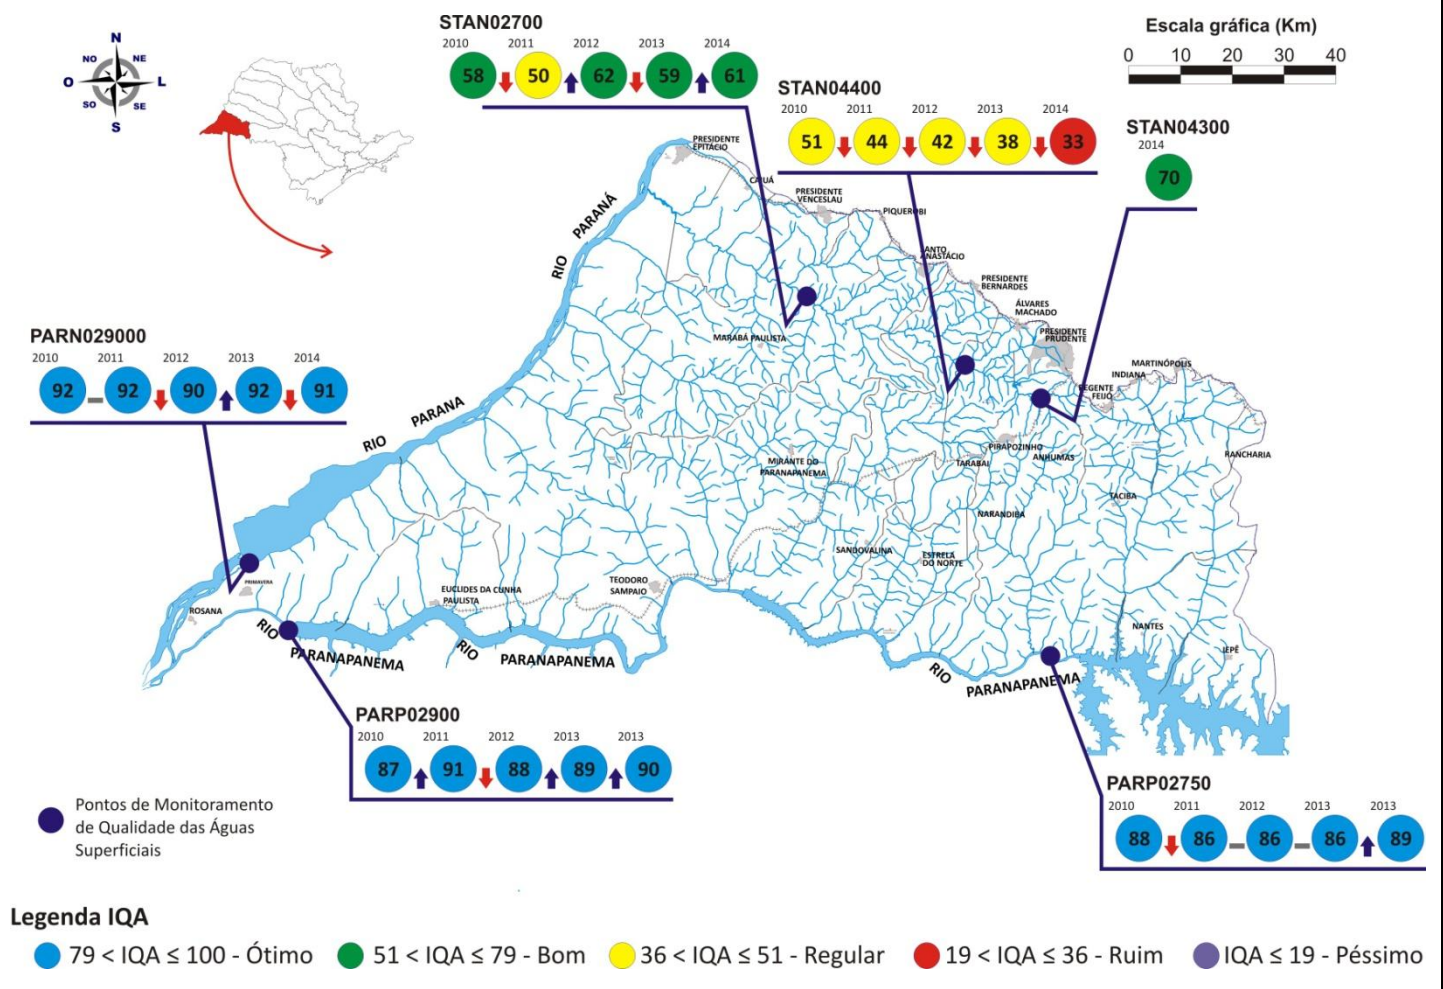 STAN02700
2010 2011 2012 2013 2014
58 50 62 59 61
Escala gráfica (Km)
0 10 20 30 40
STAN04400
2010 2011 2012 2013 2014
51 44 42 38 33
STAN04300
2014
70
N
NO NE
O L
SO SE
S
PRESIDENTE
EPITÁCIO
CAIUÁ
PRESIDENTE
VENCESLAU
PIQUEROBI
SANTO
ANASTÁCIO
PRESIDENTE
BERNARDES
ÁLVARES
MACHADO
PRESIDENTE
PRUDENTE
RIO PARANÁ
MARABÁ PAULISTA
MARTINÓPOLIS
INDIANA
REGENTE
FEIJÓ
PARN029000
2010 2011 2012 2013 2014
92 92 90 92 91
RIO PARANA
PIRAPOZINHO
ANHUMAS
TARABAI
RANCHARIA
MIRANTE DO
PARANAPANEMA
TACIBA
NARANDIBA
SANDOVALINA
ESTRELA
DO NORTE
TEODORO
SAMPAIO
EUCLIDES DA CUNHA
PAULISTA
PRIMAVERA
ROSANA
NANTES
IEPÊ
RIO
PARANAPANEMA
RIO
PARANAPANEMA
RIO
PARANAPANEMA
PARP02900
2010 2011 2012 2013 2013
87 91 88 89 90
PARP02750
2010 2011 2012 2013 2013
88 86 86 86 89
Pontos de Monitoramento
de Qualidade das Águas
Superficiais
Legenda IQA
79 < IQA ≤ 100 - Ótimo 51 < IQA ≤ 79 - Bom 36 < IQA ≤ 51 - Regular 19 < IQA ≤ 36 - Ruim IQA ≤ 19 - Péssimo